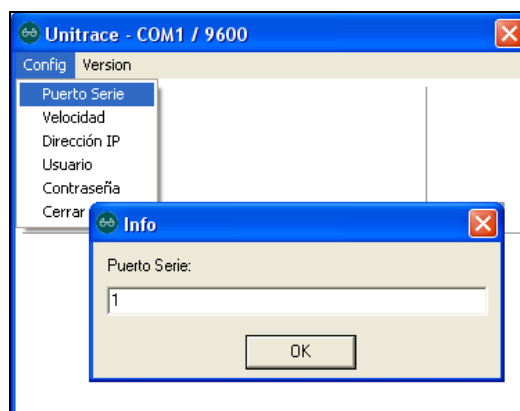 Unitrace - COM1 / 9600
Config Version
Puerto Serie
Velocidad
Dirección IP
Usuario
Contraseña
Cerrar
Info
Puerto Serie:
1
OK